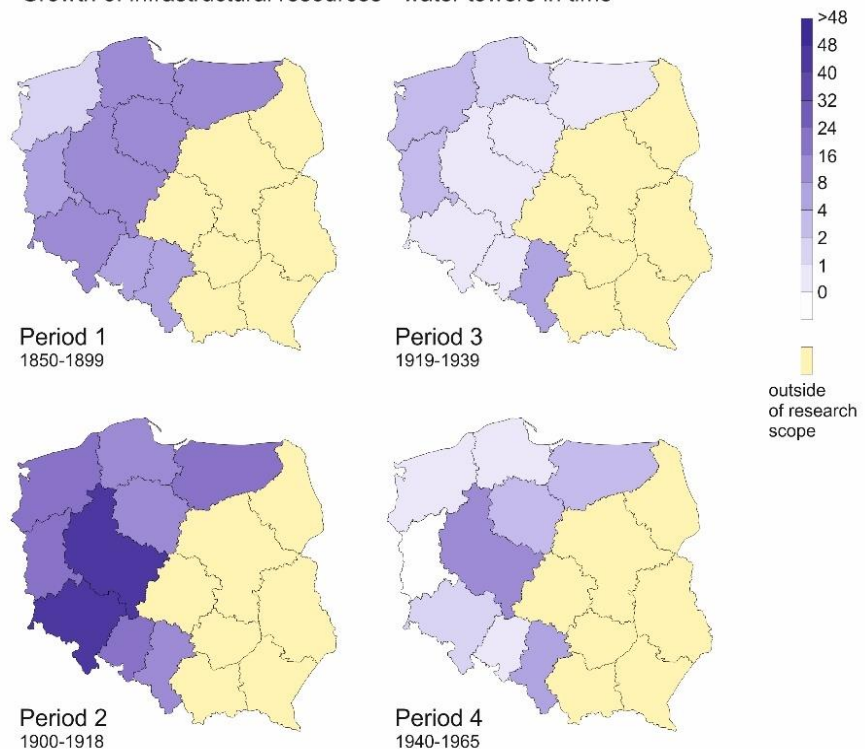 Growth of infrastructural resources - water towers in time
>48
48
40
32
24
16
8
4
2
1
0
outside
of research
scope
Period 1
1850-1899
Period 3
1919-1939
Period 2
1900-1918
Period 4
1940-1965